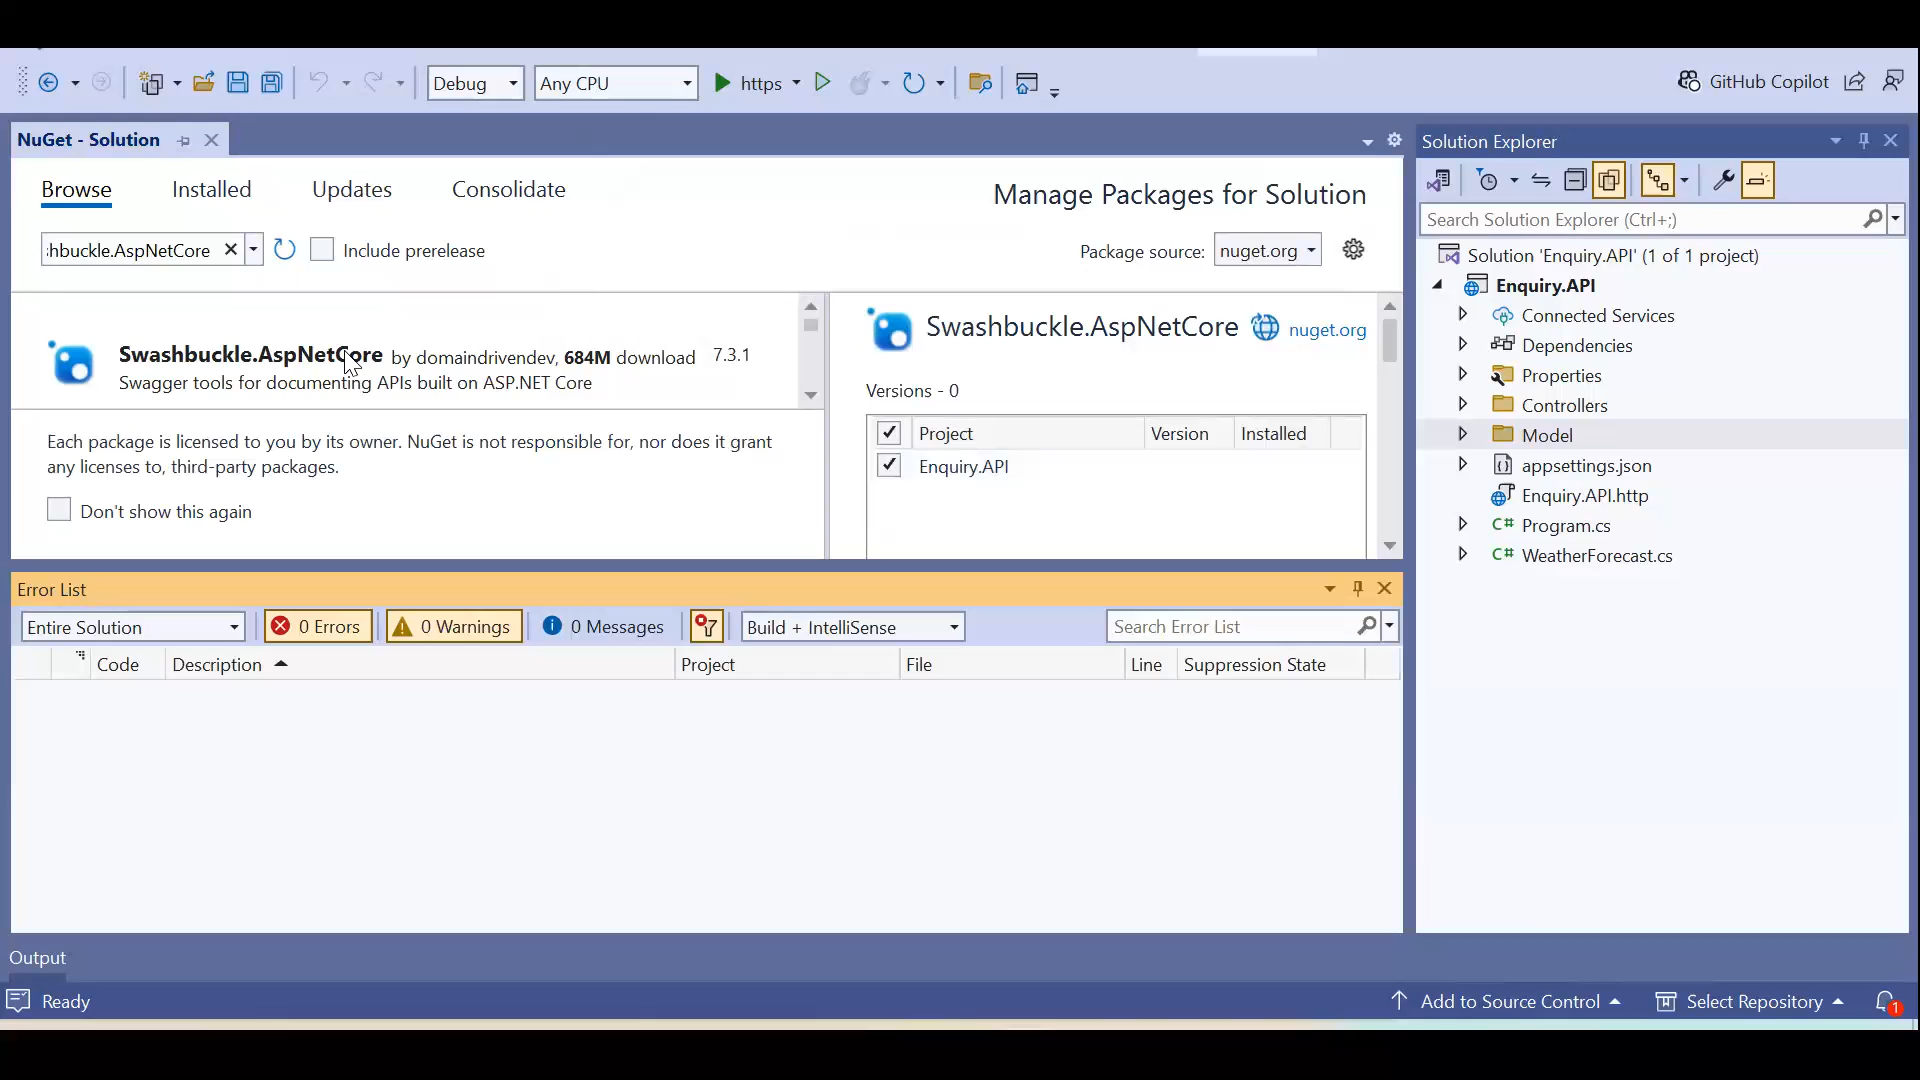 Debug
Any CPU
https
GitHub Copilot
NuGet - Solution
Browse
Installed
Updates
Consolidate
Manage Packages for Solution
hbuckle.AspNetCore
Include prerelease
Package source:
nuget.org
Swashbuckle.AspNetCore by domaindrivendev, 684M download
7.3.1
Swagger tools for documenting APIs built on ASP.NET Core
Each package is licensed to you by its owner. NuGet is not responsible for, nor does it grant
any licenses to, third-party packages.
Don't show this again
Swashbuckle.AspNetCore
nuget.org
Versions - 0
Project
Version
Installed
Enquiry.API
Error List
Entire Solution
0 Errors
0 Warnings
0 Messages
Build + IntelliSense
Search Error List
Code
Description
Project
File
Line
Suppression State
Output
Ready
Solution Explorer
Search Solution Explorer (Ctrl+;)
Solution 'Enquiry.API' (1 of 1 project)
Enquiry.API
Connected Services
Dependencies
Properties
Controllers
Model
appsettings.json
Enquiry.API.http
C# Program.cs
C# WeatherForecast.cs
Add to Source Control
Select Repository
1